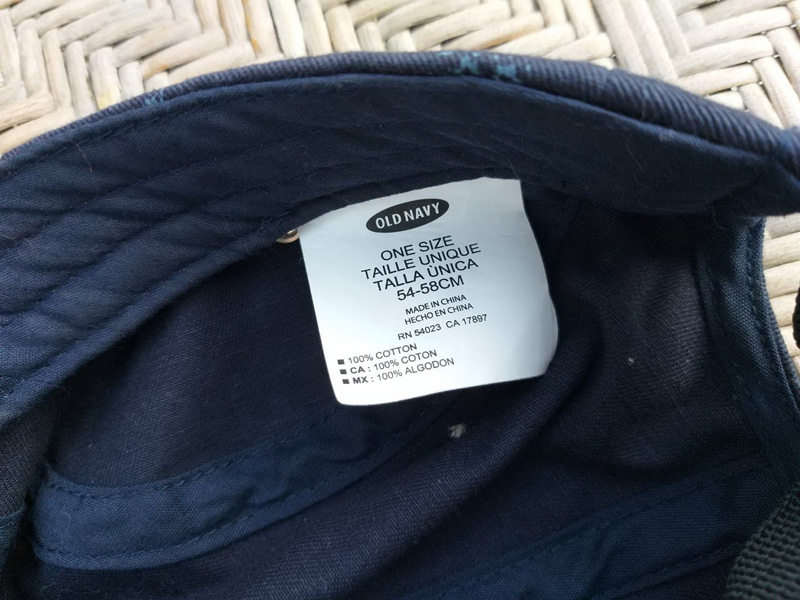 OLD NAVY
ONE SIZE
TAILLE UNIQUE
TALLA ÙNICA
54-58CM
MADE IN CHINA
HECHO EN CHINA
RN 54023 CA 17897
100% COTTON
CA : 100% COTON
MX : 100% ALGODON